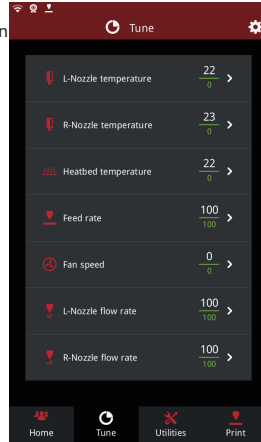 n
Tune
L-Nozzle temperature 22
0
R-Nozzle temperature 23
0
Heatbed temperature 22
0
Feed rate 100
100
Fan speed 0
0
L-Nozzle flow rate 100
100
R-Nozzle flow rate 100
100
Home Tune Utilities Print